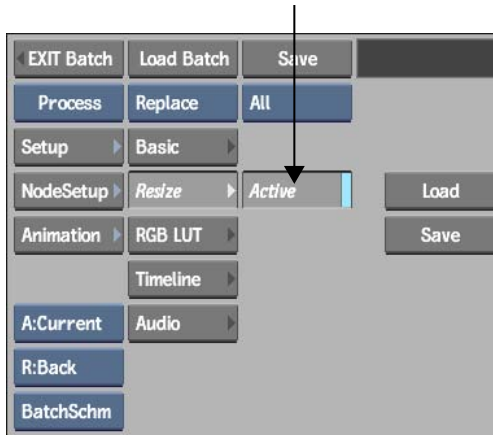 EXIT Batch Load Batch Save
Process Replace All
Setup Basic
NodeSetup Resize Active Load
Animation RGB LUT Save
Timeline
A:Current Audio
R:Back
BatchSchm